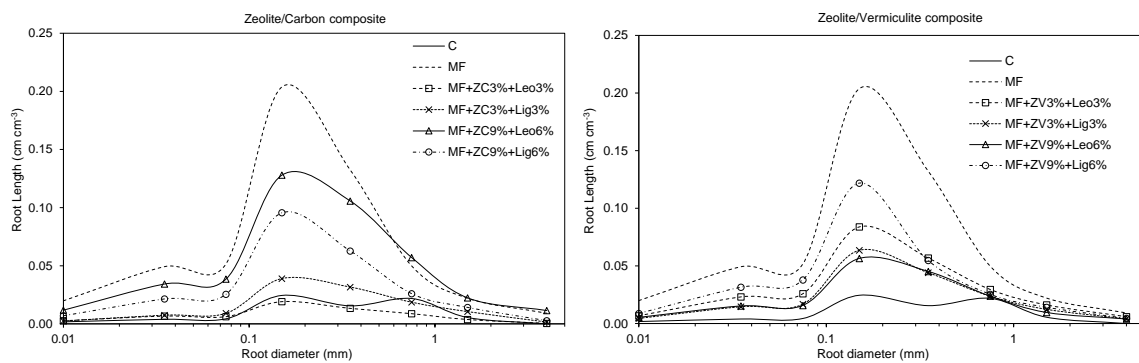 Zeolite/Carbon composite
0.25
0.20
0.15
0.10
0.05
0.00
Root Length (cm cm⁻³)
0.01
0.1
1
Root diameter (mm)
C
MF
MF+ZC3%+Leo3%
MF+ZC3%+Lig3%
MF+ZC9%+Leo6%
MF+ZC9%+Lig6%
Zeolite/Vermiculite composite
0.25
0.20
0.15
0.10
0.05
0.00
Root Length (cm cm⁻³)
0.01
0.1
1
Root diameter (mm)
C
MF
MF+ZV3%+Leo3%
MF+ZV3%+Lig3%
MF+ZV9%+Leo6%
MF+ZV9%+Lig6%